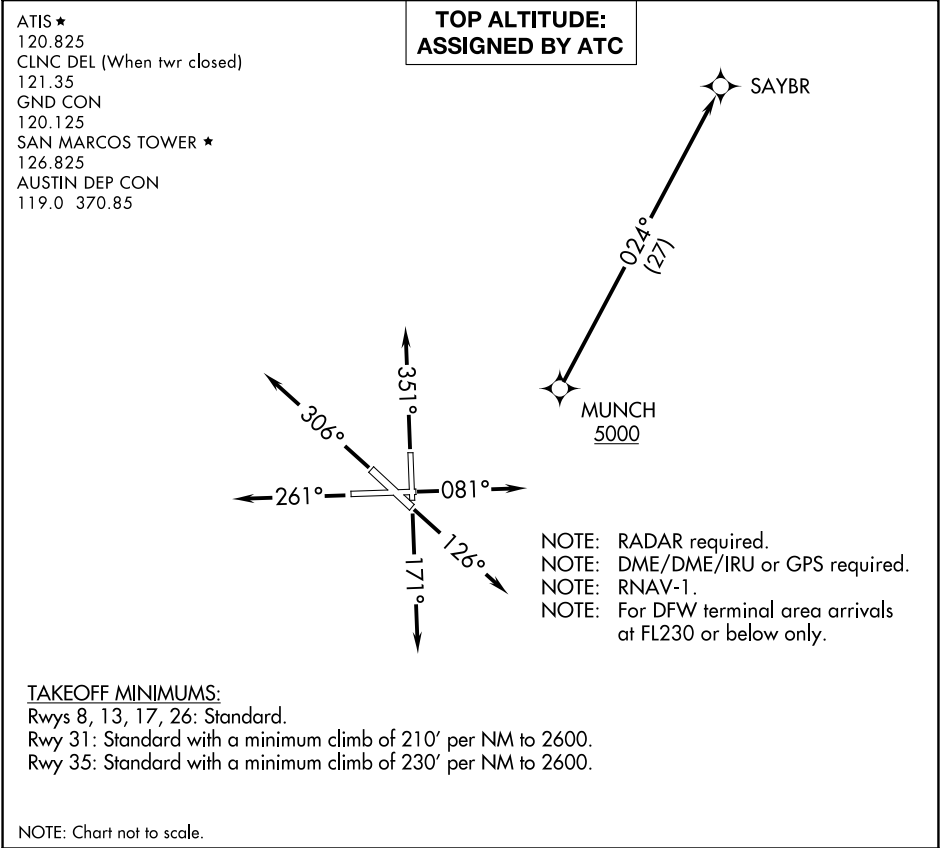 ATIS ★
120.825
CLNC DEL (When twr closed)
121.35
GND CON
120.125
SAN MARCOS TOWER ★
126.825
AUSTIN DEP CON
119.0 370.85
TOP ALTITUDE:
ASSIGNED BY ATC
SAYBR
024°
(27)
MUNCH
5000
351°
306°
261°
081°
126°
171°
NOTE: RADAR required.
NOTE: DME/DME/IRU or GPS required.
NOTE: RNAV-1.
NOTE: For DFW terminal area arrivals
at FL230 or below only.
TAKEOFF MINIMUMS:
Rwys 8, 13, 17, 26: Standard.
Rwy 31: Standard with a minimum climb of 210' per NM to 2600.
Rwy 35: Standard with a minimum climb of 230' per NM to 2600.
NOTE: Chart not to scale.